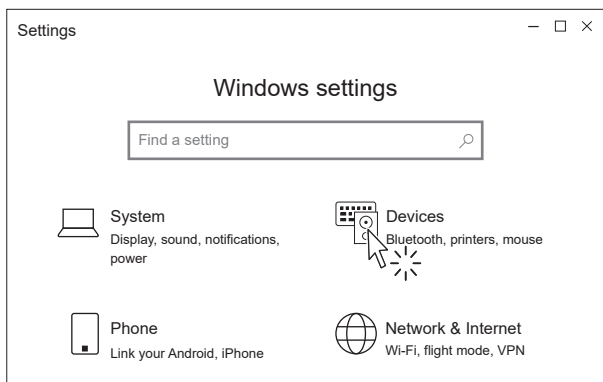 Settings
Windows settings
Find a setting
System
Display, sound, notifications,
power
Devices
Bluetooth, printers, mouse
Phone
Link your Android, iPhone
Network & Internet
Wi-Fi, flight mode, VPN